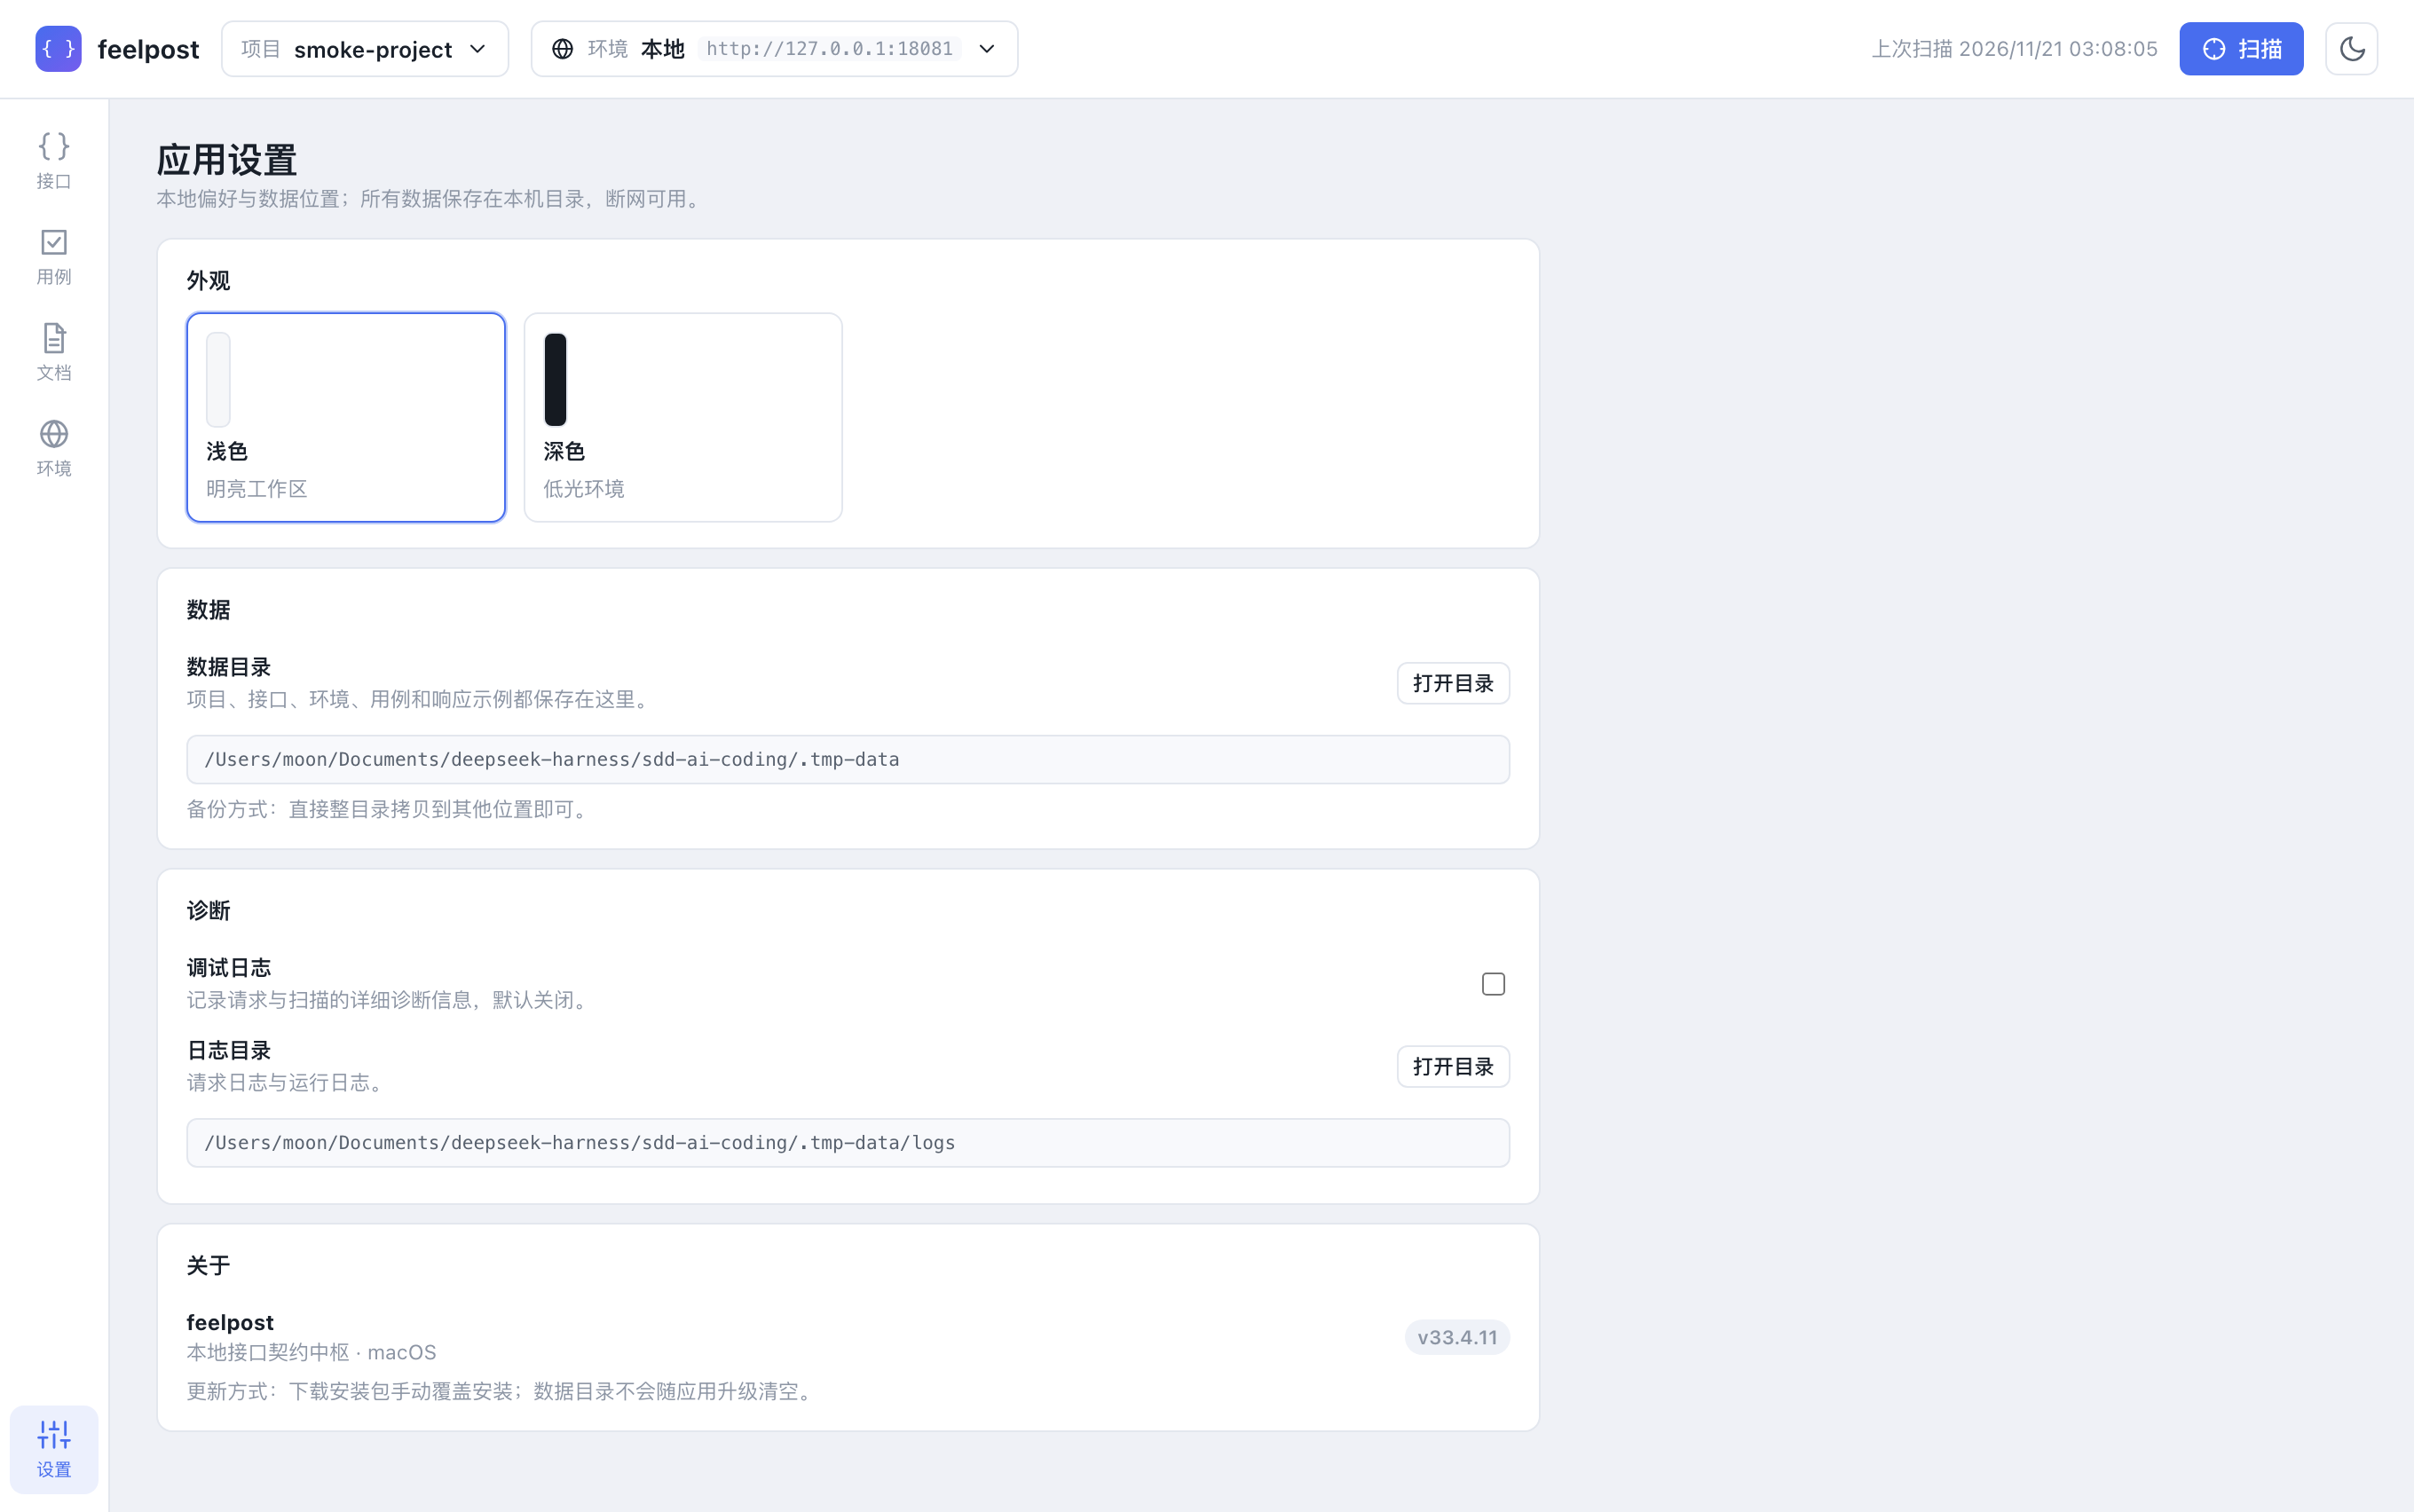 { } feelpost 项目 smoke-project 环境 本地 http://127.0.0.1:18081 上次扫描 2026/11/21 03:08:05 扫描
接口
用例
文档
环境
设置
应用设置
本地偏好与数据位置；所有数据保存在本机目录，断网可用。
外观
浅色
明亮工作区
深色
低光环境
数据
数据目录
项目、接口、环境、用例和响应示例都保存在这里。
打开目录
/Users/moon/Documents/deepseek-harness/sdd-ai-coding/.tmp-data
备份方式：直接整目录拷贝到其他位置即可。
诊断
调试日志
记录请求与扫描的详细诊断信息，默认关闭。
日志目录
请求日志与运行日志。
打开目录
/Users/moon/Documents/deepseek-harness/sdd-ai-coding/.tmp-data/logs
关于
feelpost
本地接口契约中枢 · macOS
v33.4.11
更新方式：下载安装包手动覆盖安装；数据目录不会随应用升级清空。